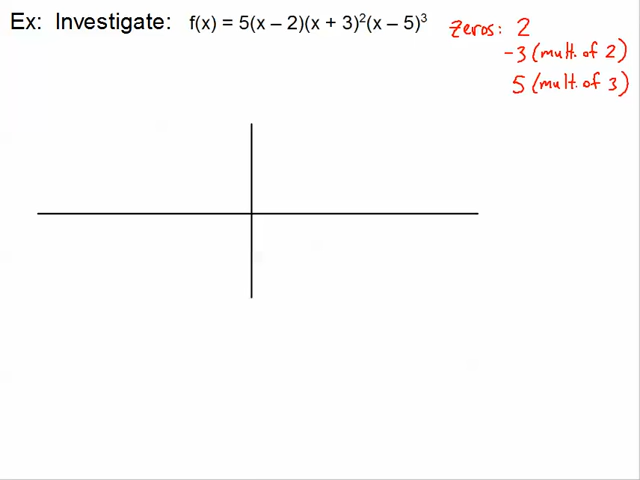 Ex: Investigate: f(x) = 5(x – 2)(x + 3)²(x – 5)³
zeros: 2
-3 (mult. of 2)
5 (mult. of 3)